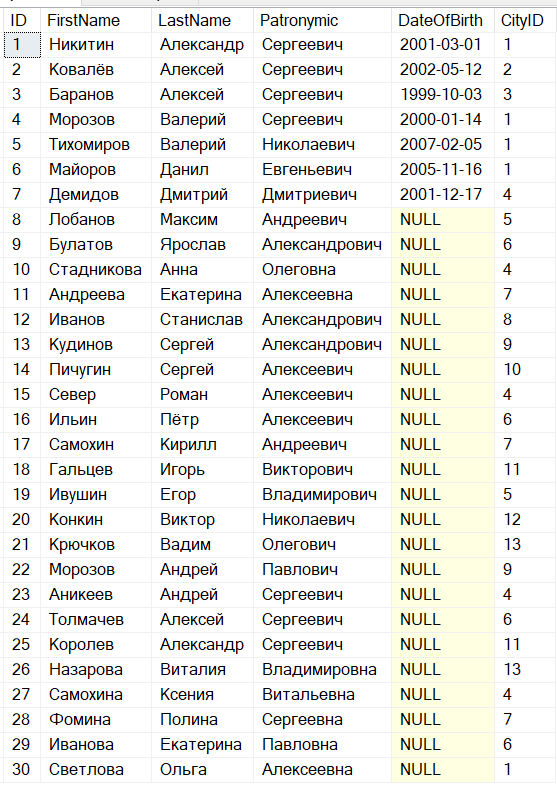 ID FirstName LastName Patronymic DateOfBirth CityID
1 Никитин Александр Сергеевич 2001-03-01 1
2 Ковалёв Алексей Сергеевич 2002-05-12 2
3 Баранов Алексей Сергеевич 1999-10-03 3
4 Морозов Валерий Сергеевич 2000-01-14 1
5 Тихомиров Валерий Николаевич 2007-02-05 1
6 Майоров Данил Евгеньевич 2005-11-16 1
7 Демидов Дмитрий Дмитриевич 2001-12-17 4
8 Лобанов Максим Андреевич NULL 5
9 Булатов Ярослав Александрович NULL 6
10 Стадникова Анна Олеговна NULL 4
11 Андреева Екатерина Алексеевна NULL 7
12 Иванов Станислав Александрович NULL 8
13 Кудинов Сергей Александрович NULL 9
14 Пичугин Сергей Алексеевич NULL 10
15 Север Роман Алексеевич NULL 4
16 Ильин Пётр Алексеевич NULL 6
17 Самохин Кирилл Андреевич NULL 7
18 Гальцев Игорь Викторович NULL 11
19 Ивушин Егор Владимирович NULL 5
20 Конкин Виктор Николаевич NULL 12
21 Крючков Вадим Олегович NULL 13
22 Морозов Андрей Павлович NULL 9
23 Аникеев Андрей Сергеевич NULL 4
24 Толмачев Алексей Сергеевич NULL 6
25 Королев Александр Сергеевич NULL 11
26 Назарова Виталия Владимировна NULL 13
27 Самохина Ксения Витальевна NULL 4
28 Фомина Полина Сергеевна NULL 7
29 Иванова Екатерина Павловна NULL 6
30 Светлова Ольга Алексеевна NULL 1